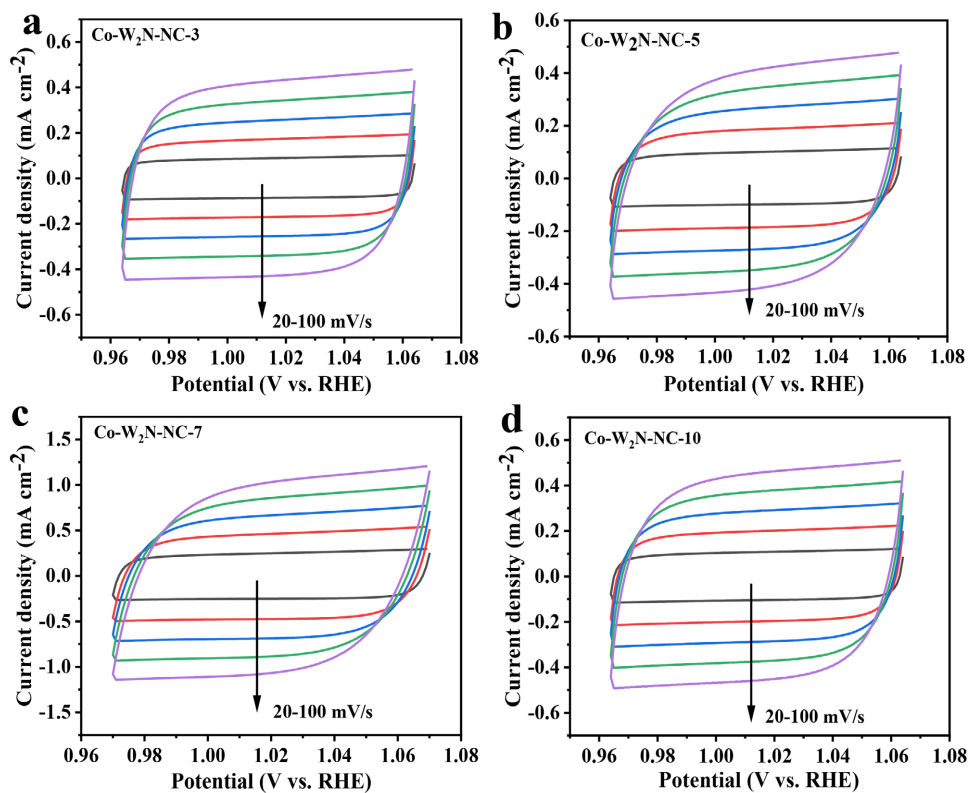 a
Co-W₂N-NC-3
Current density (mA cm⁻²)
0.6
0.4
0.2
0.0
-0.2
-0.4
-0.6
20-100 mV/s
0.96 0.98 1.00 1.02 1.04 1.06 1.08
Potential (V vs. RHE)
b
Co-W2N-NC-5
Current density (mA cm⁻²)
0.6
0.4
0.2
0.0
-0.2
-0.4
-0.6
20-100 mV/s
0.96 0.98 1.00 1.02 1.04 1.06 1.08
Potential (V vs. RHE)
c
Co-W₂N-NC-7
Current density (mA cm⁻²)
1.5
1.0
0.5
0.0
-0.5
-1.0
-1.5
20-100 mV/s
0.96 0.98 1.00 1.02 1.04 1.06 1.08
Potential (V vs. RHE)
d
Co-W₂N-NC-10
Current density (mA cm⁻²)
0.6
0.4
0.2
0.0
-0.2
-0.4
-0.6
20-100 mV/s
0.96 0.98 1.00 1.02 1.04 1.06 1.08
Potential (V vs. RHE)